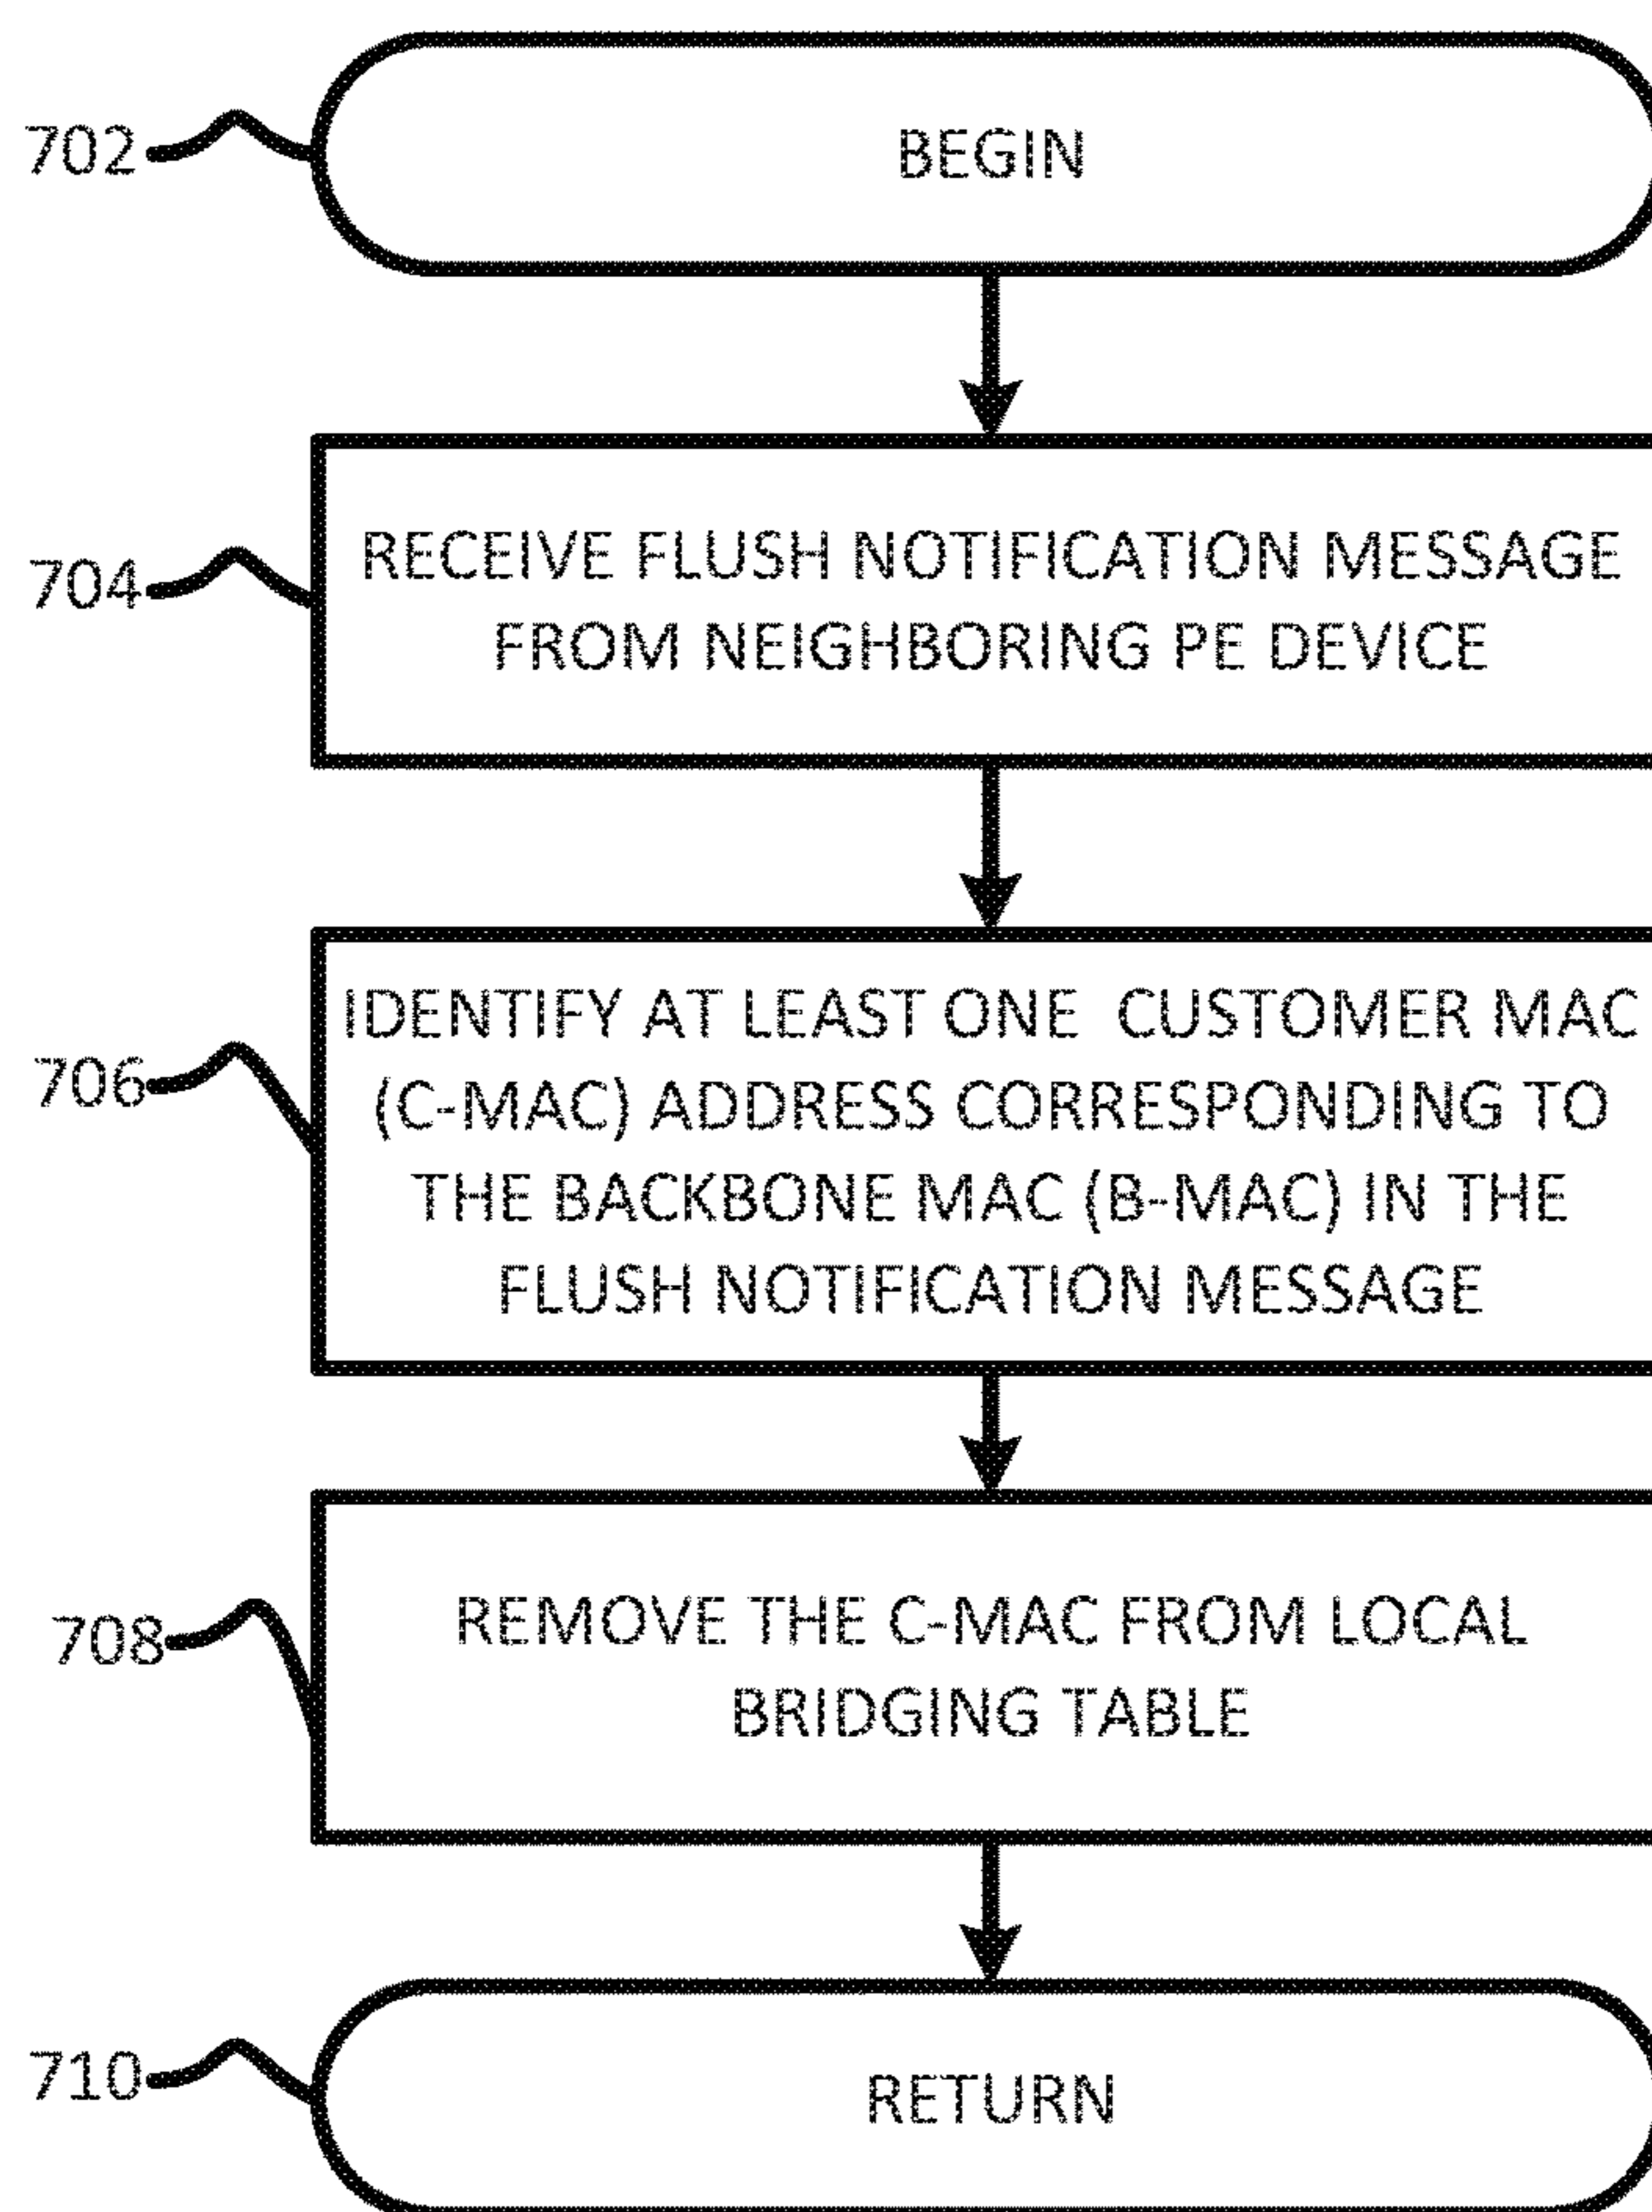 702
BEGIN
704
RECEIVE FLUSH NOTIFICATION MESSAGE
FROM NEIGHBORING PE DEVICE
706
IDENTIFY AT LEAST ONE CUSTOMER MAC
(C-MAC) ADDRESS CORRESPONDING TO
THE BACKBONE MAC (B-MAC) IN THE
FLUSH NOTIFICATION MESSAGE
708
REMOVE THE C-MAC FROM LOCAL
BRIDGING TABLE
710
RETURN